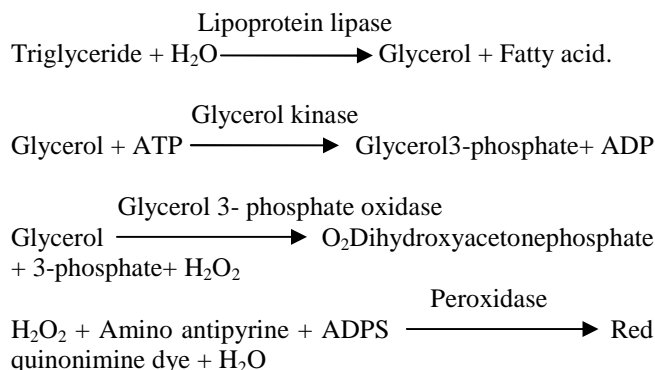 Lipoprotein lipase
Triglyceride + H₂O Glycerol + Fatty acid.
Glycerol kinase
Glycerol + ATP Glycerol3-phosphate+ ADP
Glycerol 3- phosphate oxidase
Glycerol O₂Dihydroxyacetonephosphate
+ 3-phosphate+ H₂O₂
Peroxidase
H₂O₂ + Amino antipyrine + ADPS Red
quinonimine dye + H₂O